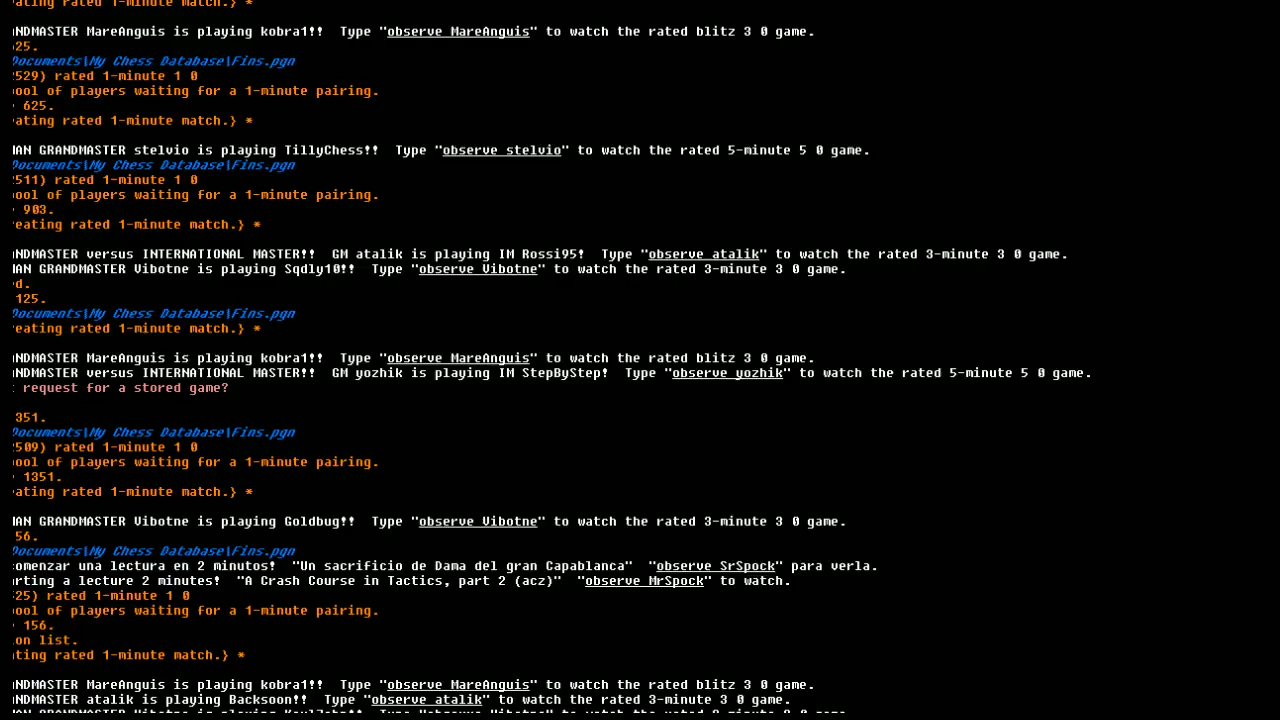 ating rated 1-minute match.} *
NDMASTER MareAnguis is playing kobra1!! Type "observe MareAnguis" to watch the rated blitz 3 0 game.
25.
Documents\My Chess Database\Fins.pgn
2529) rated 1-minute 1 0
ool of players waiting for a 1-minute pairing.
625.
eating rated 1-minute match.} *
MAN GRANDMASTER stelvio is playing TillyChess!! Type "observe stelvio" to watch the rated 5-minute 5 0 game.
Documents\My Chess Database\Fins.pgn
2511) rated 1-minute 1 0
ool of players waiting for a 1-minute pairing.
903.
reating rated 1-minute match.} *
NDMASTER versus INTERNATIONAL MASTER!! GM atalik is playing IM Rossi95! Type "observe atalik" to watch the rated 3-minute 3 0 game.
MAN GRANDMASTER Vibotne is playing Sqdly10!! Type "observe Vibotne" to watch the rated 3-minute 3 0 game.
d.
125.
Documents\My Chess Database\Fins.pgn
reating rated 1-minute match.} *
NDMASTER MareAnguis is playing kobra1!! Type "observe MareAnguis" to watch the rated blitz 3 0 game.
NDMASTER versus INTERNATIONAL MASTER!! GM yozhik is playing IM StepByStep! Type "observe yozhik" to watch the rated 5-minute 5 0 game.
request for a stored game?
351.
Documents\My Chess Database\Fins.pgn
2509) rated 1-minute 1 0
ool of players waiting for a 1-minute pairing.
1351.
ating rated 1-minute match.} *
MAN GRANDMASTER Vibotne is playing Goldbug!! Type "observe Vibotne" to watch the rated 3-minute 3 0 game.
56.
Documents\My Chess Database\Fins.pgn
omenzar una lectura en 2 minutos! "Un sacrificio de Dama del gran Capablanca" "observe SrSpock" para verla.
rting a lecture 2 minutes! "A Crash Course in Tactics, part 2 (acz)" "observe MrSpock" to watch.
525) rated 1-minute 1 0
ool of players waiting for a 1-minute pairing.
156.
on list.
ating rated 1-minute match.} *
NDMASTER MareAnguis is playing kobra1!! Type "observe MareAnguis" to watch the rated blitz 3 0 game.
NDMASTER atalik is playing Backsoon!! Type "observe atalik" to watch the rated 3-minute 3 0 game.